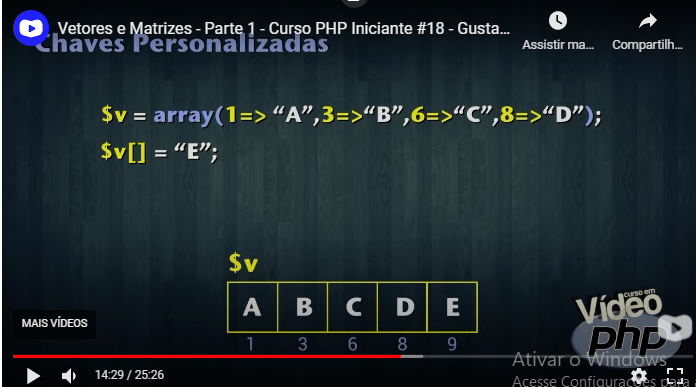 Vetores e Matrizes - Parte 1 - Curso PHP Iniciante #18 - Gusta...
Chaves Personalizadas
Assistir ma...
Compartilh...
$v = array(1=> “A”,3=>“B”,6=>“C”,8=>“D”);
$v[] = “E”;
$v
A B C D E
1 3 6 8 9
MAIS VÍDEOS
curso em
Vídeo
php
14:29 / 25:26
Ativar o Windows
Acesse Configurações para